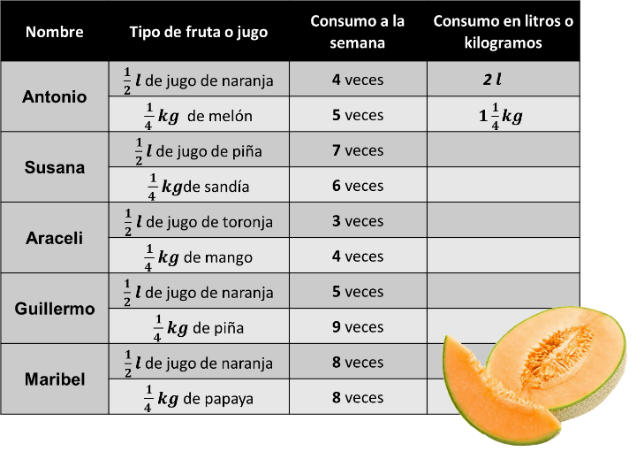 Nombre Tipo de fruta o jugo Consumo a la semana Consumo en litros o kilogramos
Antonio
1/2 l de jugo de naranja 4 veces 2 l
1/4 kg de melón 5 veces 1 1/4 kg
Susana
1/2 l de jugo de piña 7 veces
1/4 kgde sandía 6 veces
Araceli
1/2 l de jugo de toronja 3 veces
1/4 kg de mango 4 veces
Guillermo
1/2 l de jugo de naranja 5 veces
1/4 kg de piña 9 veces
Maribel
1/2 l de jugo de naranja 8 veces
1/4 kg de papaya 8 veces